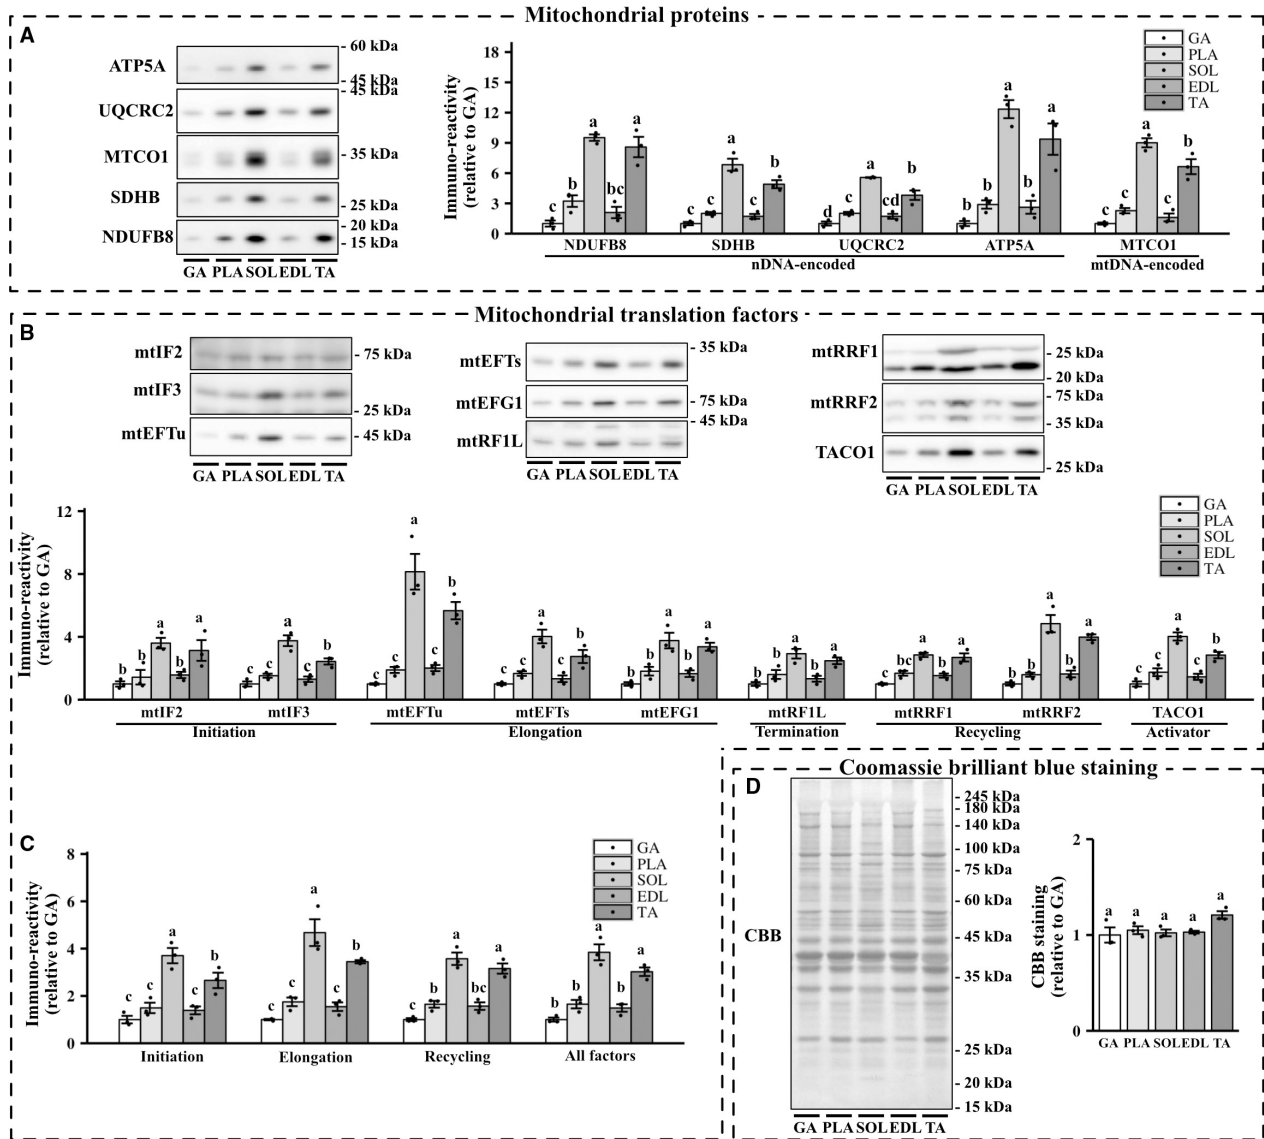 Mitochondrial proteins
A
ATP5A
UQCRC2
MTCO1
SDHB
NDUFB8
- 60 kDa
- 45 kDa
- 45 kDa
- 35 kDa
- 25 kDa
- 20 kDa
- 15 kDa
GA PLA SOL EDL TA
Immuno-reactivity
(relative to GA)
18
15
12
9
6
3
0
c b a bc a
c c a c b
d c a cd b
b b a b a
c c a c b
NDUFB8 SDHB UQCRC2 ATP5A MTCO1
nDNA-encoded mtDNA-encoded
GA
PLA
SOL
EDL
TA
Mitochondrial translation factors
B
mtIF2
- 75 kDa
mtIF3
- 25 kDa
mtEFTu
- 45 kDa
GA PLA SOL EDL TA
mtEFTs
- 35 kDa
mtEFG1
- 75 kDa
- 45 kDa
mtRF1L
GA PLA SOL EDL TA
mtRRF1
- 25 kDa
- 20 kDa
mtRRF2
- 75 kDa
- 35 kDa
TACO1
- 25 kDa
GA PLA SOL EDL TA
Immuno-reactivity
(relative to GA)
12
8
4
0
b b a b a
c c a c b
c c a c b
c c a c b
b b a b a
b b a b a
c bc a b a
b b a b a
c c a c b
mtIF2 mtIF3 mtEFTu mtEFTs mtEFG1 mtRF1L mtRRF1 mtRRF2 TACO1
Initiation Elongation Termination Recycling Activator
GA
PLA
SOL
EDL
TA
C
Immuno-reactivity
(relative to GA)
8
6
4
2
0
c c a c b
c c a c b
c b a bc a
b b a b a
Initiation Elongation Recycling All factors
GA
PLA
SOL
EDL
TA
Coomassie brilliant blue staining
D
CBB
- 245 kDa
- 180 kDa
- 140 kDa
- 100 kDa
- 75 kDa
- 60 kDa
- 45 kDa
- 35 kDa
- 25 kDa
- 20 kDa
- 15 kDa
GA PLA SOL EDL TA
CBB staining
(relative to GA)
2
1
0
a a a a a
GA PLA SOL EDL TA